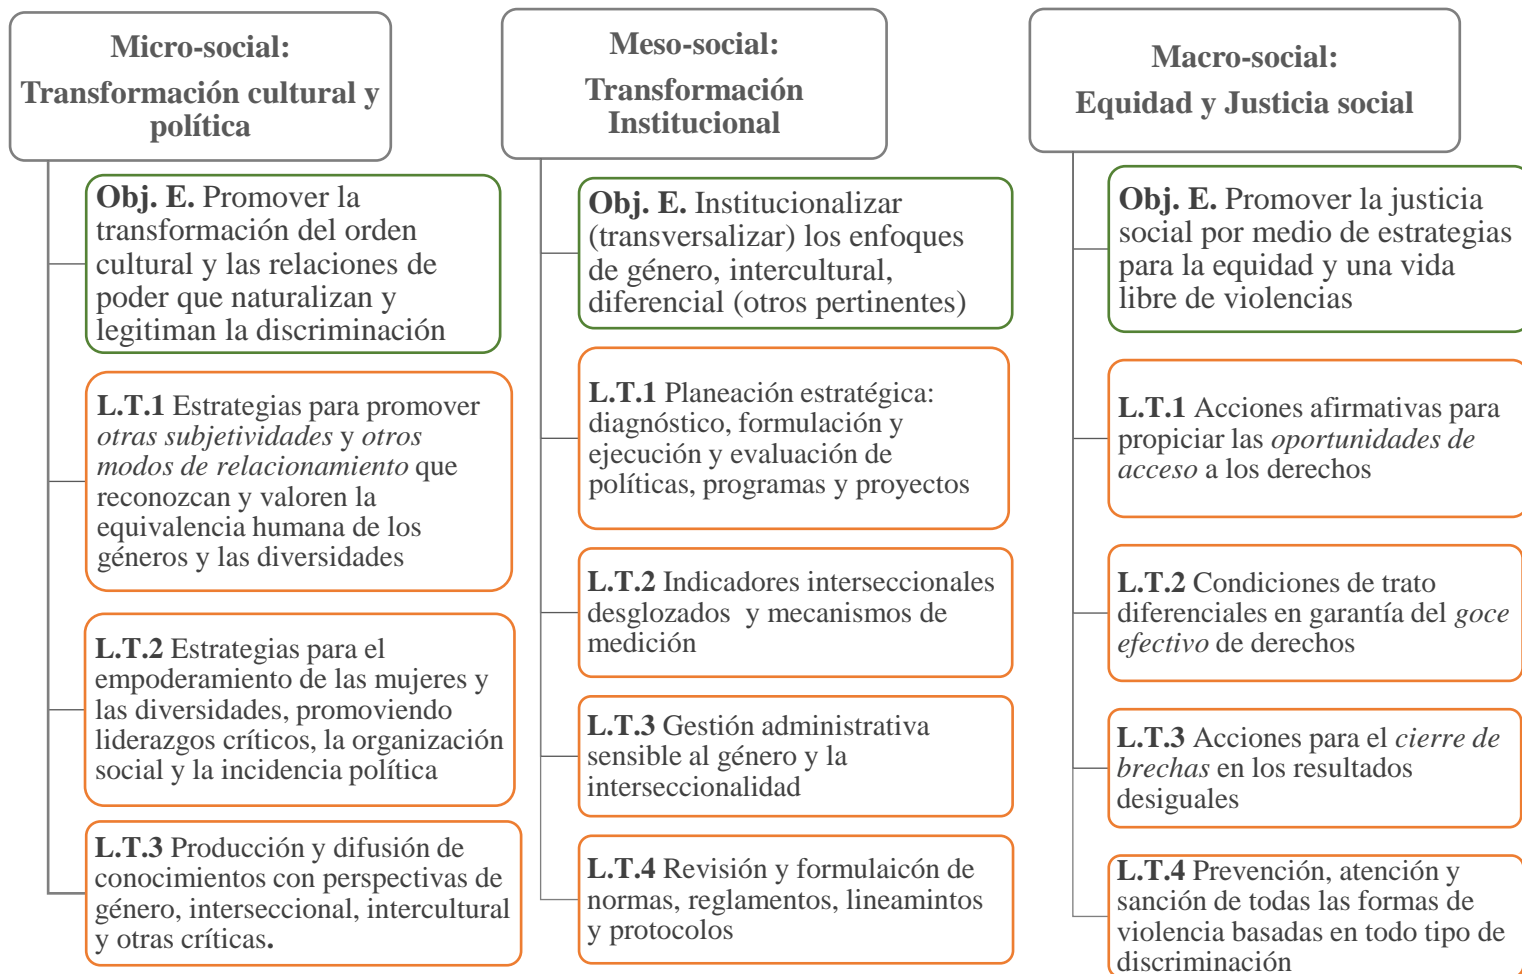 Micro-social:
Transformación cultural y
política
Obj. E. Promover la
transformación del orden
cultural y las relaciones de
poder que naturalizan y
legitiman la discriminación
L.T.1 Estrategias para promover
otras subjetividades y otros
modos de relacionamiento que
reconozcan y valoren la
equivalencia humana de los
géneros y las diversidades
L.T.2 Estrategias para el
empoderamiento de las mujeres y
las diversidades, promoviendo
liderazgos críticos, la organización
social y la incidencia política
L.T.3 Producción y difusión de
conocimientos con perspectivas de
género, interseccional, intercultural
y otras críticas.
Meso-social:
Transformación
Institucional
Obj. E. Institucionalizar
(transversalizar) los enfoques
de género, intercultural,
diferencial (otros pertinentes)
L.T.1 Planeación estratégica:
diagnóstico, formulación y
ejecución y evaluación de
políticas, programas y proyectos
L.T.2 Indicadores interseccionales
desglozados y mecanismos de
medición
L.T.3 Gestión administrativa
sensible al género y la
interseccionalidad
L.T.4 Revisión y formulaicón de
normas, reglamentos, lineamintos
y protocolos
Macro-social:
Equidad y Justicia social
Obj. E. Promover la justicia
social por medio de estrategias
para la equidad y una vida
libre de violencias
L.T.1 Acciones afirmativas para
propiciar las oportunidades de
acceso a los derechos
L.T.2 Condiciones de trato
diferenciales en garantía del goce
efectivo de derechos
L.T.3 Acciones para el cierre de
brechas en los resultados
desiguales
L.T.4 Prevención, atención y
sanción de todas las formas de
violencia basadas en todo tipo de
discriminación